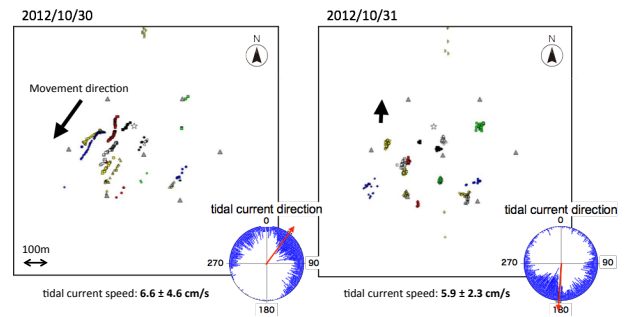 2012/10/30
N
Movement direction
100m
tidal current direction
0
270
90
180
tidal current speed: 6.6 ± 4.6 cm/s
2012/10/31
N
tidal current direction
0
270
90
180
tidal current speed: 5.9 ± 2.3 cm/s